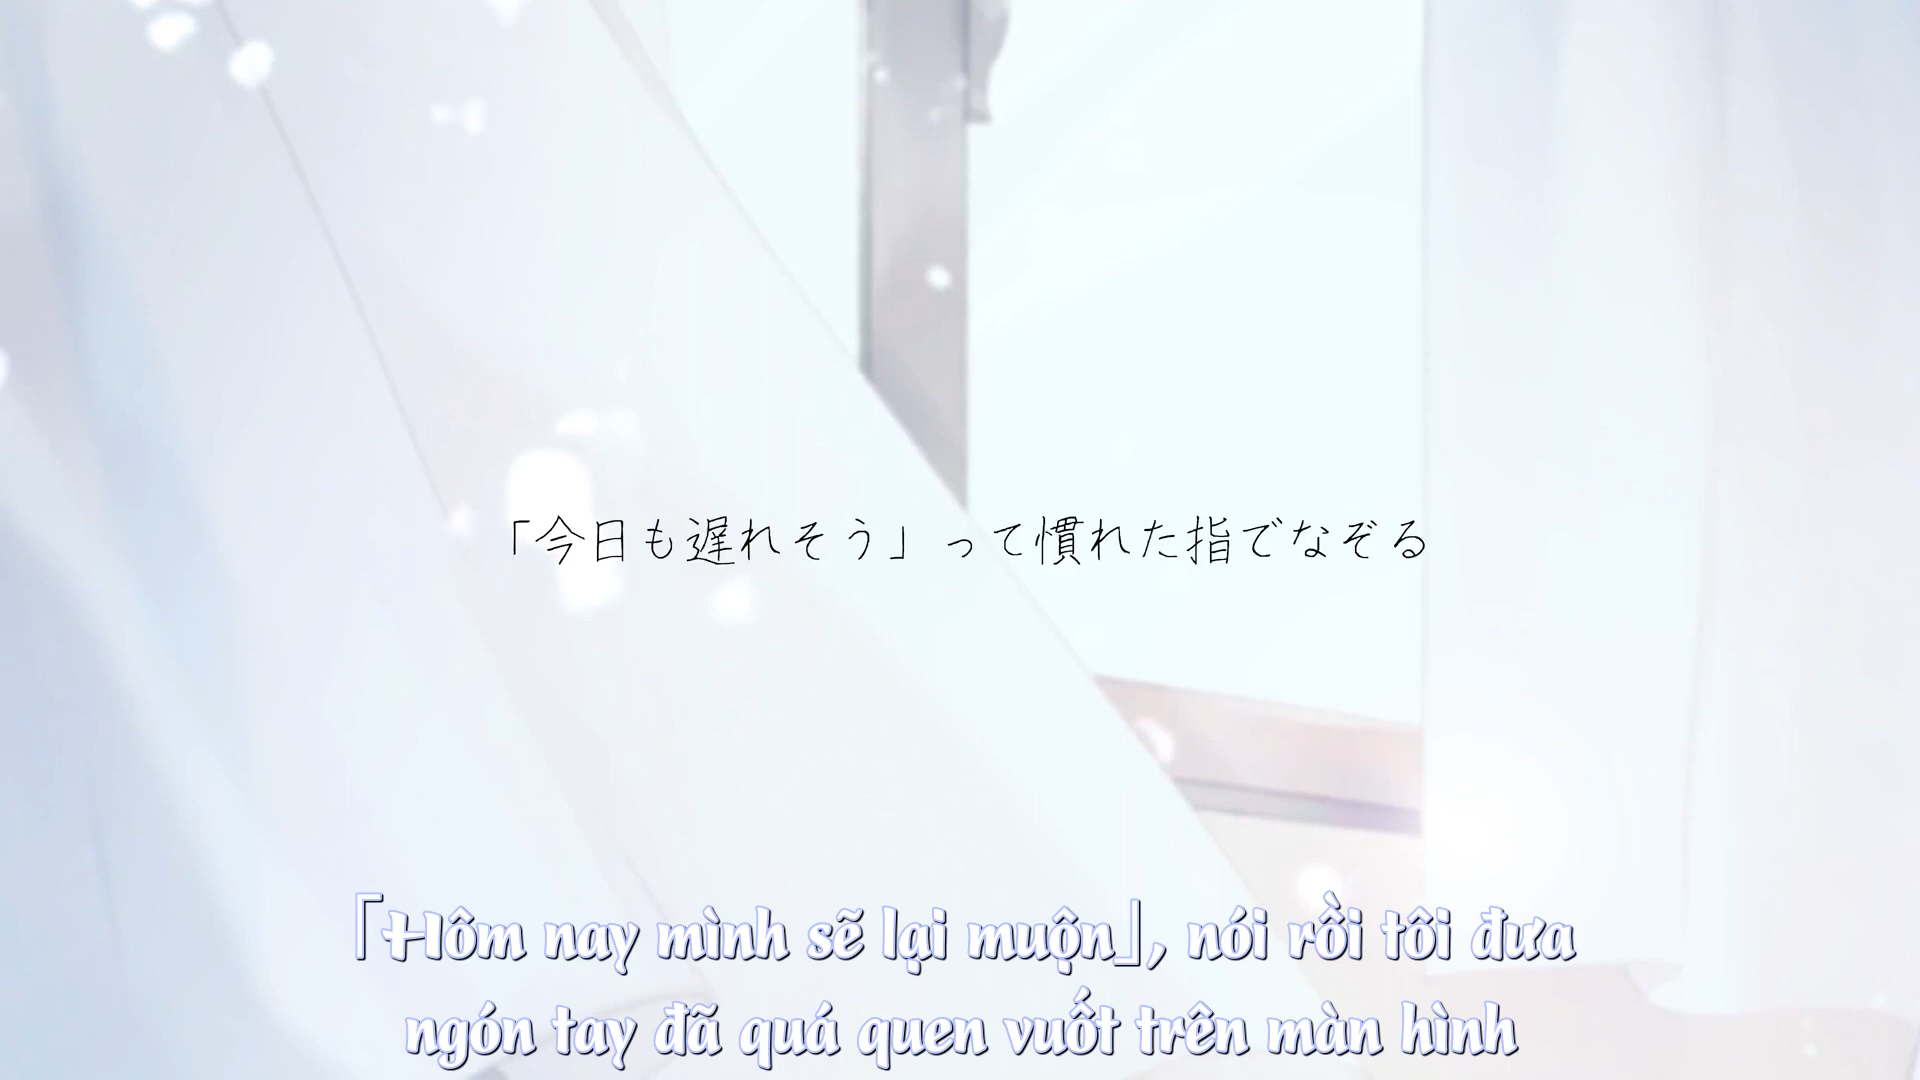 「今日も遅れそう」って慣れた指でなぞる
「Hôm nay mình sẽ lại muộn」, nói rồi tôi đưa
ngón tay đã quá quen vuốt trên màn hình